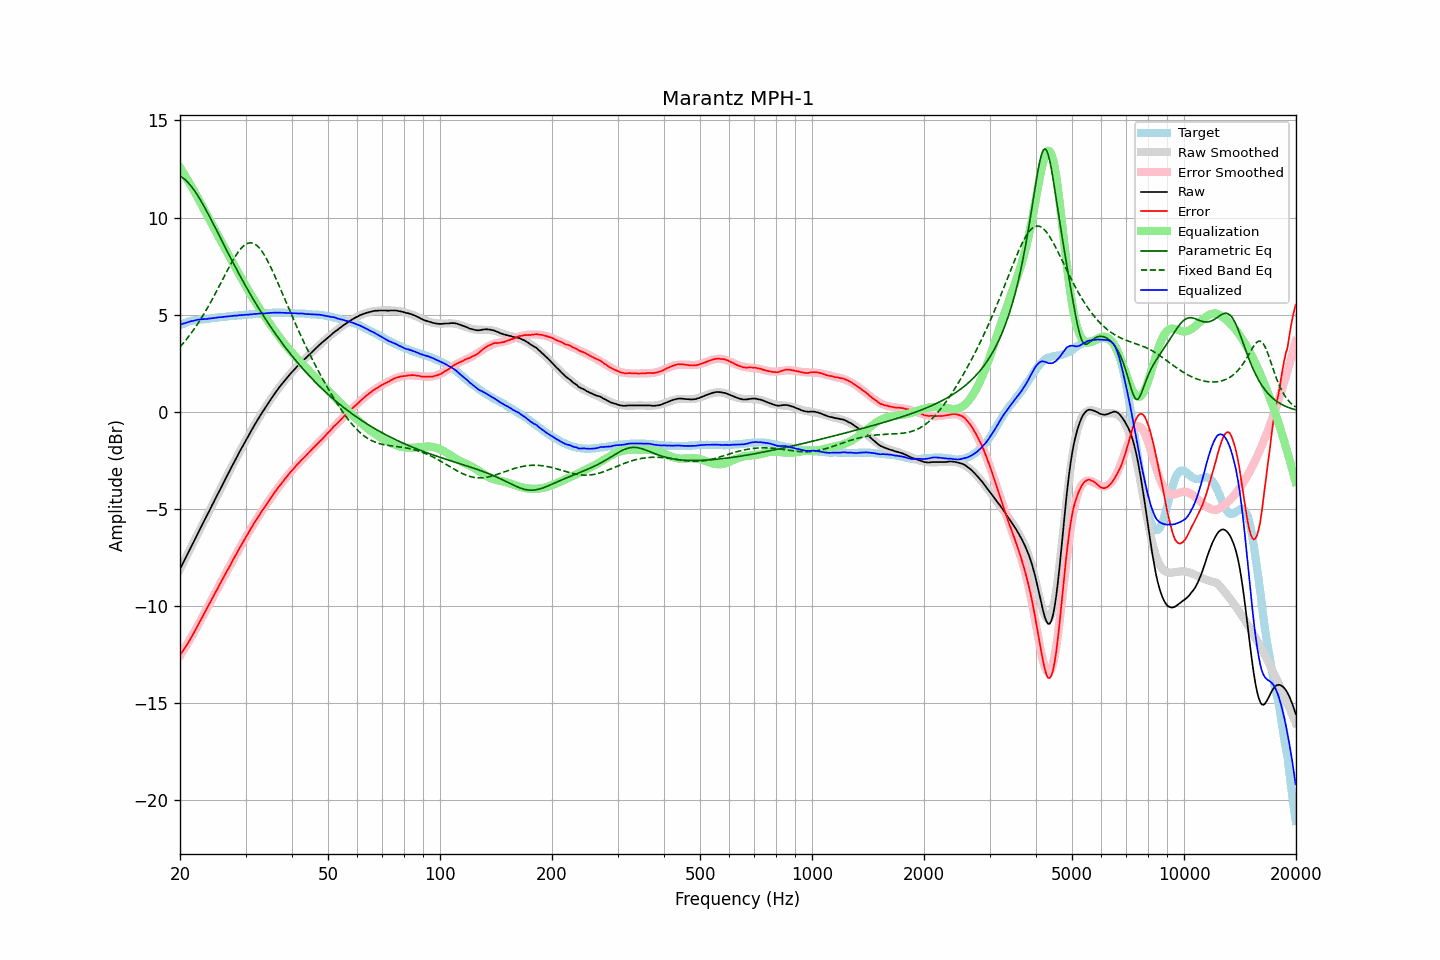 Marantz MPH-1
15
10
5
0
−5
−10
−15
−20
Amplitude (dBr)
20
50
100
200
500
1000
2000
5000
10000
20000
Frequency (Hz)
Target
Raw Smoothed
Error Smoothed
Raw
Error
Equalization
Parametric Eq
Fixed Band Eq
Equalized